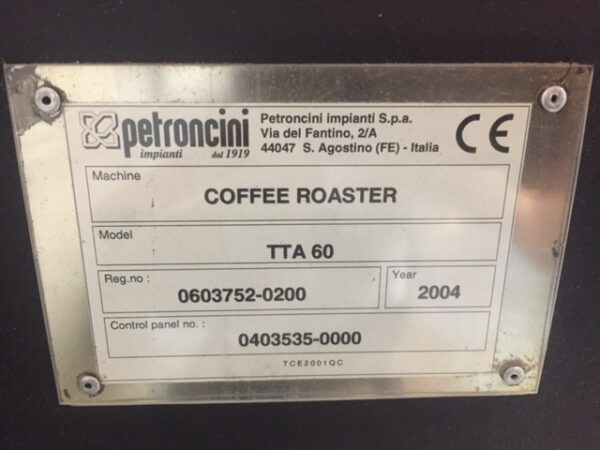 petroncini
impianti dal 1919
Petroncini impianti S.p.a.
Via del Fantino, 2/A
44047 S. Agostino (FE) - Italia
CE
Machine
COFFEE ROASTER
Model
TTA 60
Reg.no :
0603752-0200
Year
2004
Control panel no. :
0403535-0000
TCE2001QC